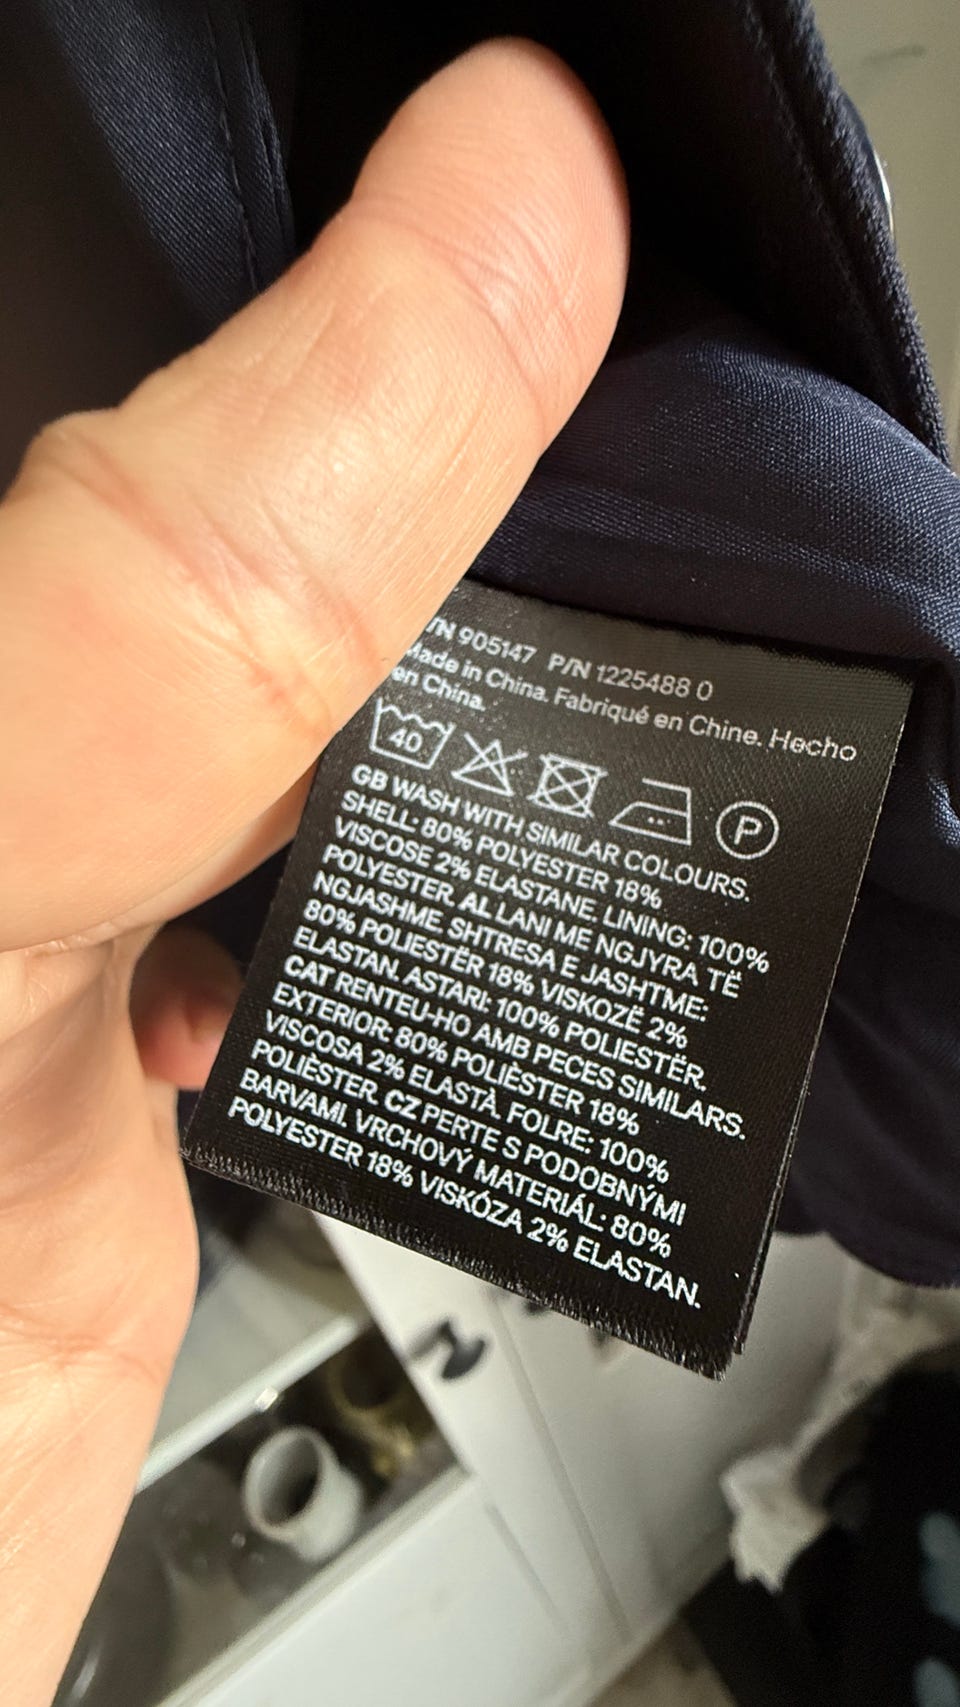 905147 P/N 1225488 0
Made in China. Fabriqué en Chine. Hecho
en China.
40
P
GB WASH WITH SIMILAR COLOURS.
SHELL: 80% POLYESTER 18%
VISCOSE 2% ELASTANE. LINING: 100%
POLYESTER. AL LANI ME NGJYRA TË
NGJASHME. SHTRESA E JASHTME:
80% POLIESTËR 18% VISKOZË 2%
ELASTAN. ASTARI: 100% POLIESTËR.
CAT RENTEU-HO AMB PECES SIMILARS.
EXTERIOR: 80% POLIÈSTER 18%
VISCOSA 2% ELASTÀ. FOLRE: 100%
POLIÈSTER. CZ PERTE S PODOBNÝMI
BARVAMI. VRCHOVÝ MATERIÁL: 80%
POLYESTER 18% VISKÓZA 2% ELASTAN.